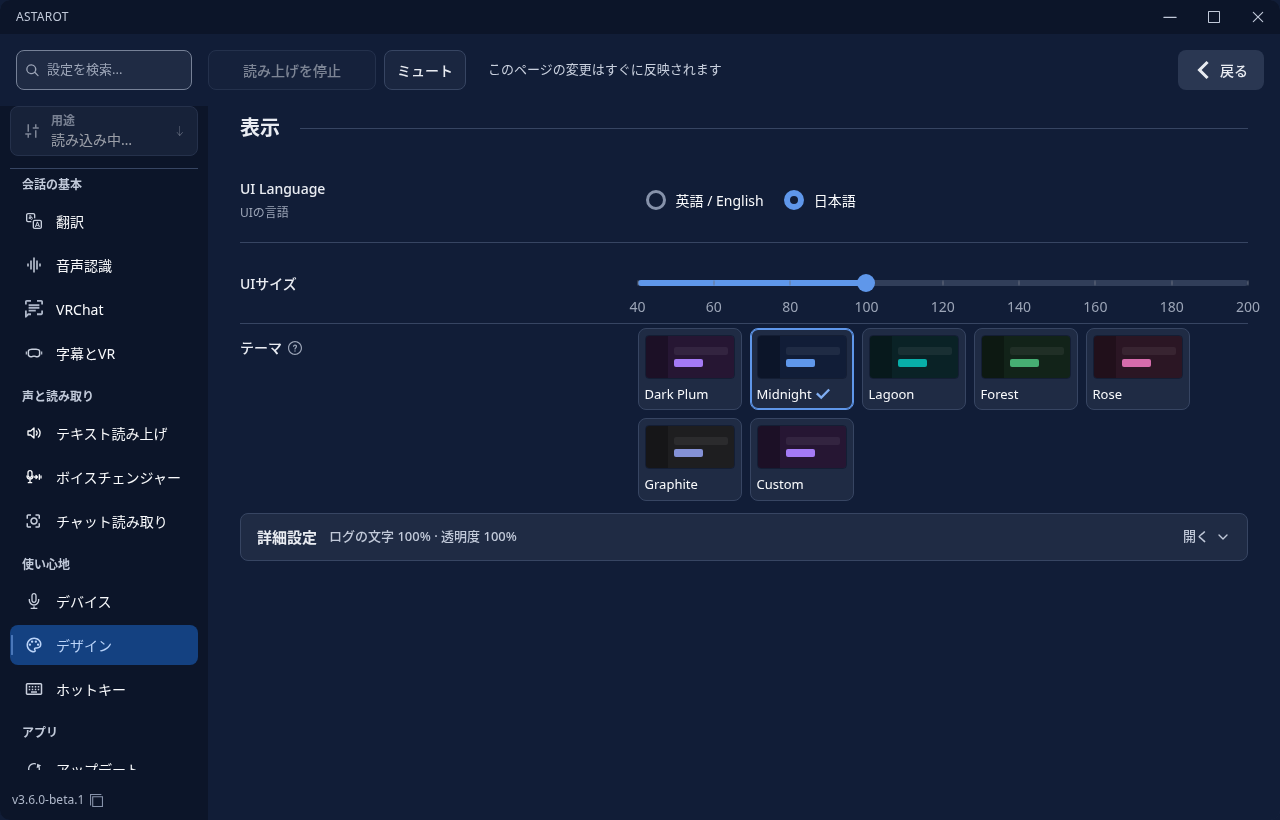 ASTAROT
設定を検索...
読み上げを停止
ミュート
このページの変更はすぐに反映されます
戻る
用途
読み込み中...
会話の基本
翻訳
音声認識
VRChat
字幕とVR
声と読み取り
テキスト読み上げ
ボイスチェンジャー
チャット読み取り
使い心地
デバイス
デザイン
ホットキー
アプリ
アップデート
v3.6.0-beta.1
表示
UI Language
UIの言語
英語 / English
日本語
UIサイズ
40 60 80 100 120 140 160 180 200
テーマ
Dark Plum
Midnight
Lagoon
Forest
Rose
Graphite
Custom
詳細設定 ログの文字 100% · 透明度 100%
開く